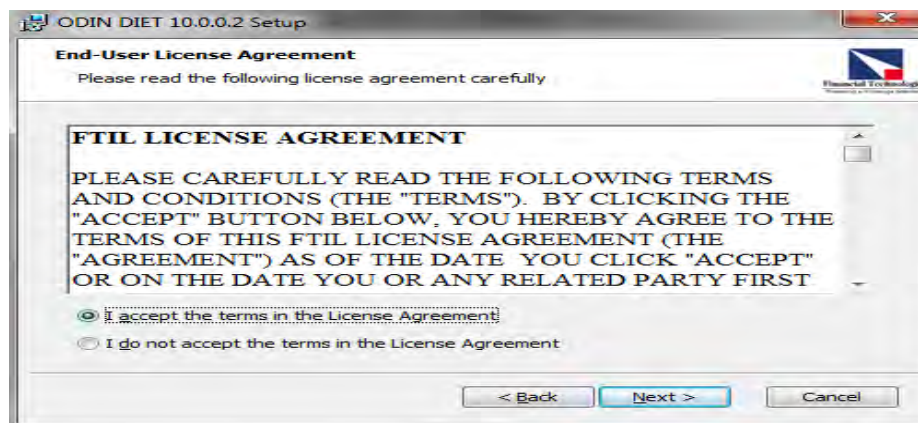 ODIN DIET 10.0.0.2 Setup
End-User License Agreement
Please read the following license agreement carefully
Financial Technologies
FTIL LICENSE AGREEMENT
PLEASE CAREFULLY READ THE FOLLOWING TERMS
AND CONDITIONS (THE "TERMS"). BY CLICKING THE
"ACCEPT" BUTTON BELOW, YOU HEREBY AGREE TO THE
TERMS OF THIS FTIL LICENSE AGREEMENT (THE
"AGREEMENT") AS OF THE DATE YOU CLICK "ACCEPT"
OR ON THE DATE YOU OR ANY RELATED PARTY FIRST
I accept the terms in the License Agreement
I do not accept the terms in the License Agreement
< Back Next > Cancel